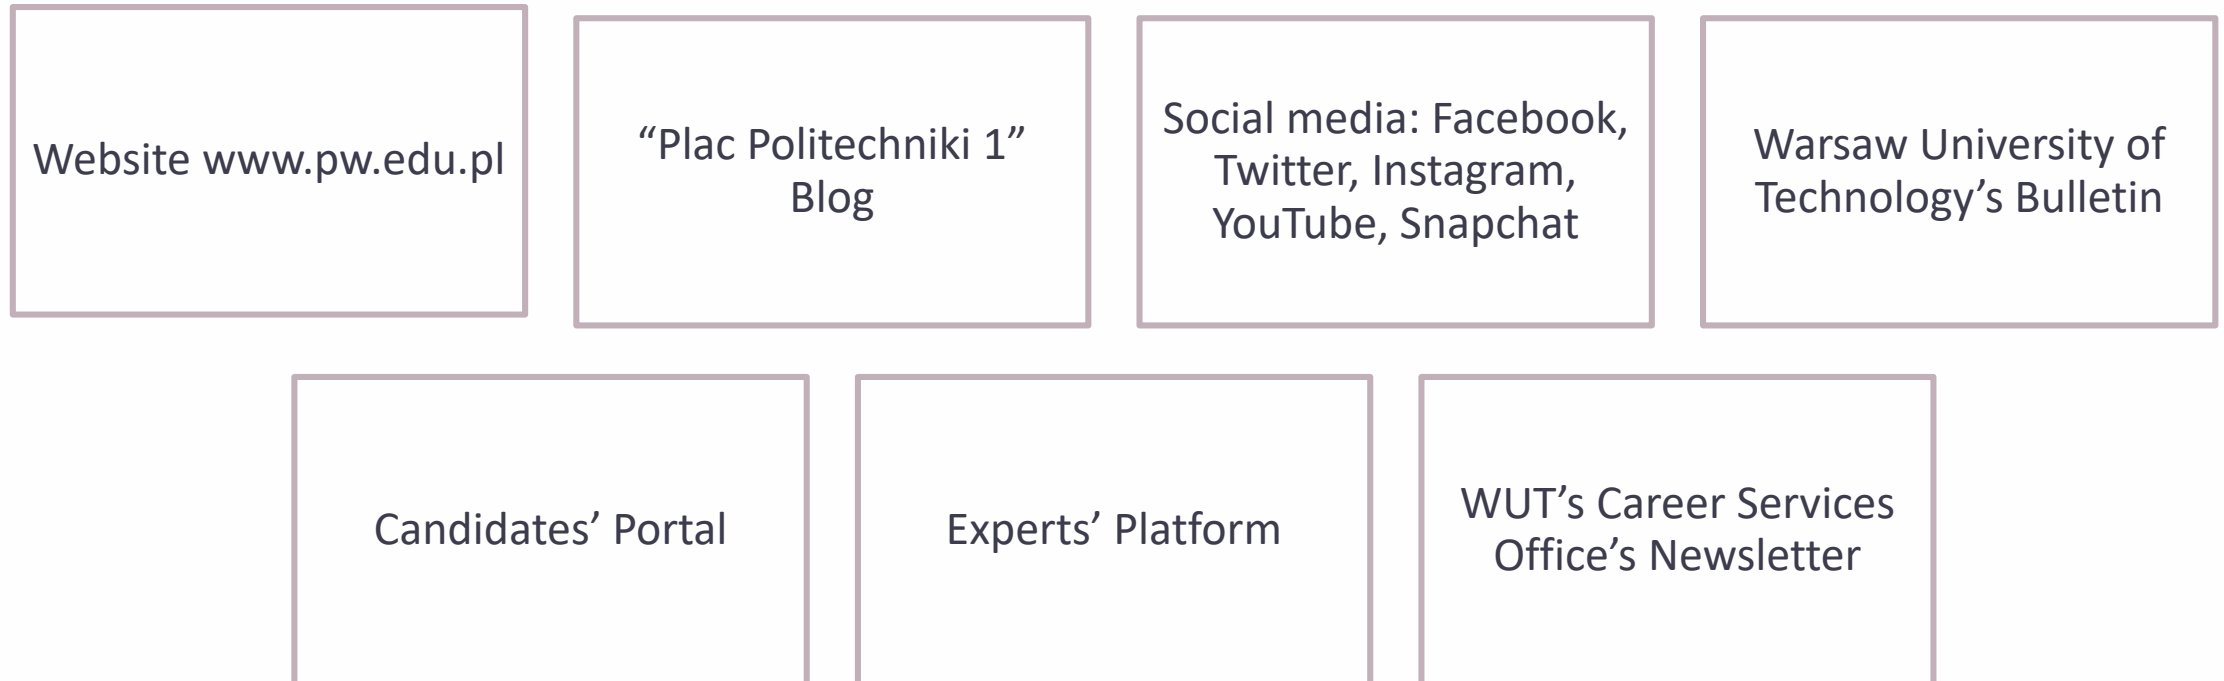 Website www.pw.edu.pl
“Plac Politechniki 1”
Blog
Social media: Facebook,
Twitter, Instagram,
YouTube, Snapchat
Warsaw University of
Technology’s Bulletin
Candidates’ Portal
Experts’ Platform
WUT’s Career Services
Office’s Newsletter